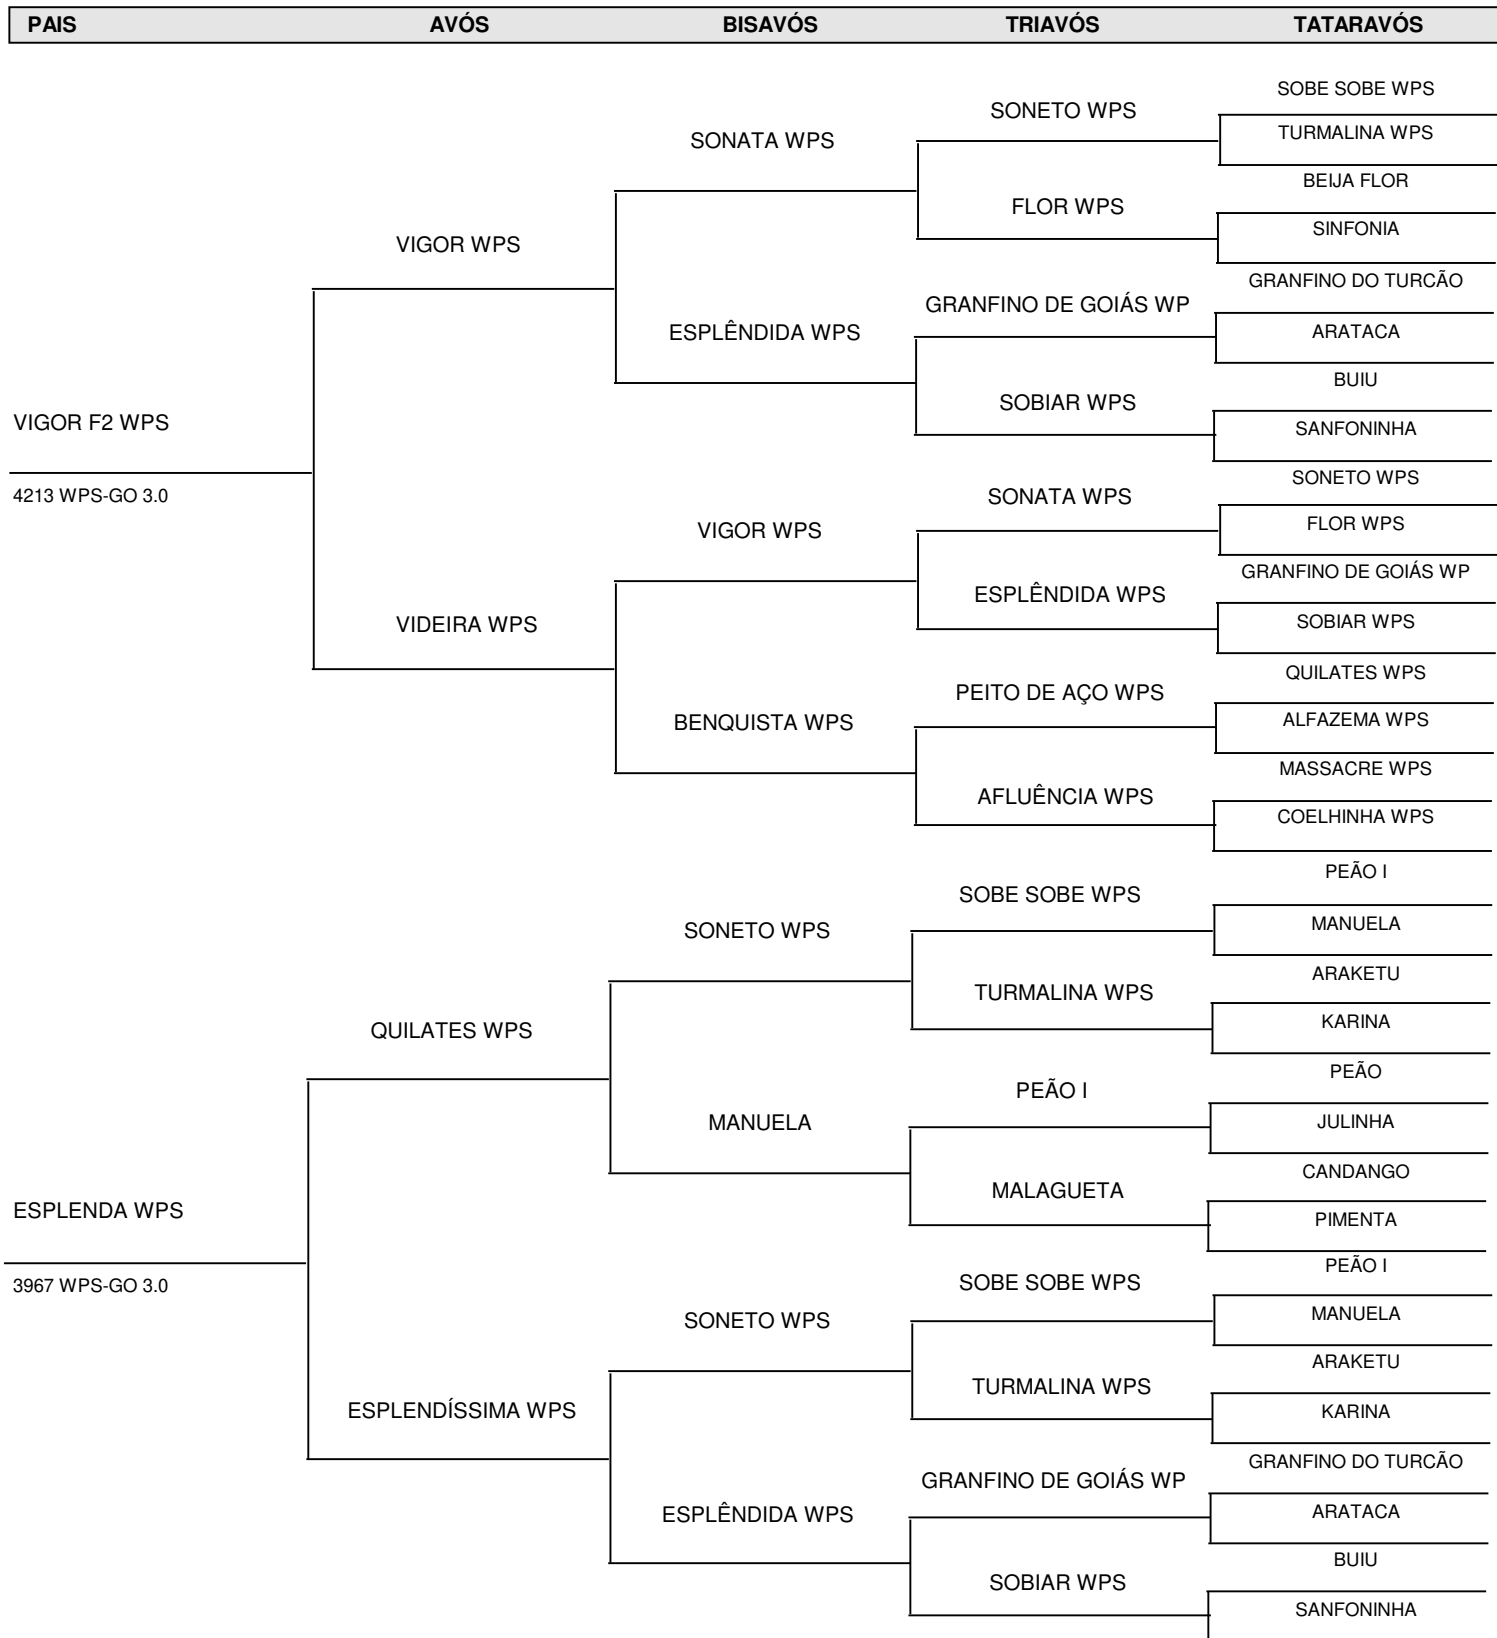 PAIS AVÓS BISAVÓS TRIAVÓS TATARAVÓS
SOBE SOBE WPS
SONETO WPS
TURMALINA WPS
SONATA WPS
BEIJA FLOR
FLOR WPS
SINFONIA
VIGOR WPS
GRANFINO DO TURCÃO
GRANFINO DE GOIÁS WP
ARATACA
ESPLÊNDIDA WPS
BUIU
SOBIAR WPS
SANFONINHA
VIGOR F2 WPS
4213 WPS-GO 3.0
SONETO WPS
SONATA WPS
FLOR WPS
VIGOR WPS
GRANFINO DE GOIÁS WP
ESPLÊNDIDA WPS
SOBIAR WPS
VIDEIRA WPS
QUILATES WPS
PEITO DE AÇO WPS
ALFAZEMA WPS
BENQUISTA WPS
MASSACRE WPS
AFLUÊNCIA WPS
COELHINHA WPS
PEÃO I
SOBE SOBE WPS
MANUELA
SONETO WPS
ARAKETU
TURMALINA WPS
KARINA
QUILATES WPS
PEÃO
PEÃO I
JULINHA
MANUELA
CANDANGO
MALAGUETA
PIMENTA
ESPLENDA WPS
3967 WPS-GO 3.0
PEÃO I
SOBE SOBE WPS
MANUELA
SONETO WPS
ARAKETU
TURMALINA WPS
KARINA
ESPLENDÍSSIMA WPS
GRANFINO DO TURCÃO
GRANFINO DE GOIÁS WP
ARATACA
ESPLÊNDIDA WPS
BUIU
SOBIAR WPS
SANFONINHA